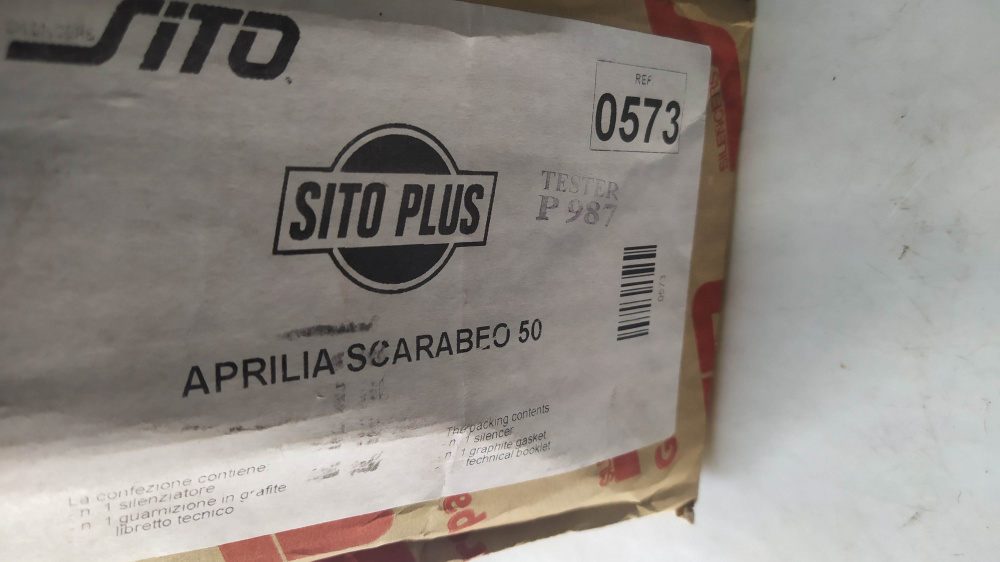 SITO
REF.
0573
SITO PLUS
TESTER
P 987
0573
APRILIA SCARABEO 50
The packing contents
n. 1 silencer
n. 1 graphite gasket
technical booklet
La confezione contiene
n. 1 silenziatore
n. 1 guarnizione in grafite
libretto tecnico